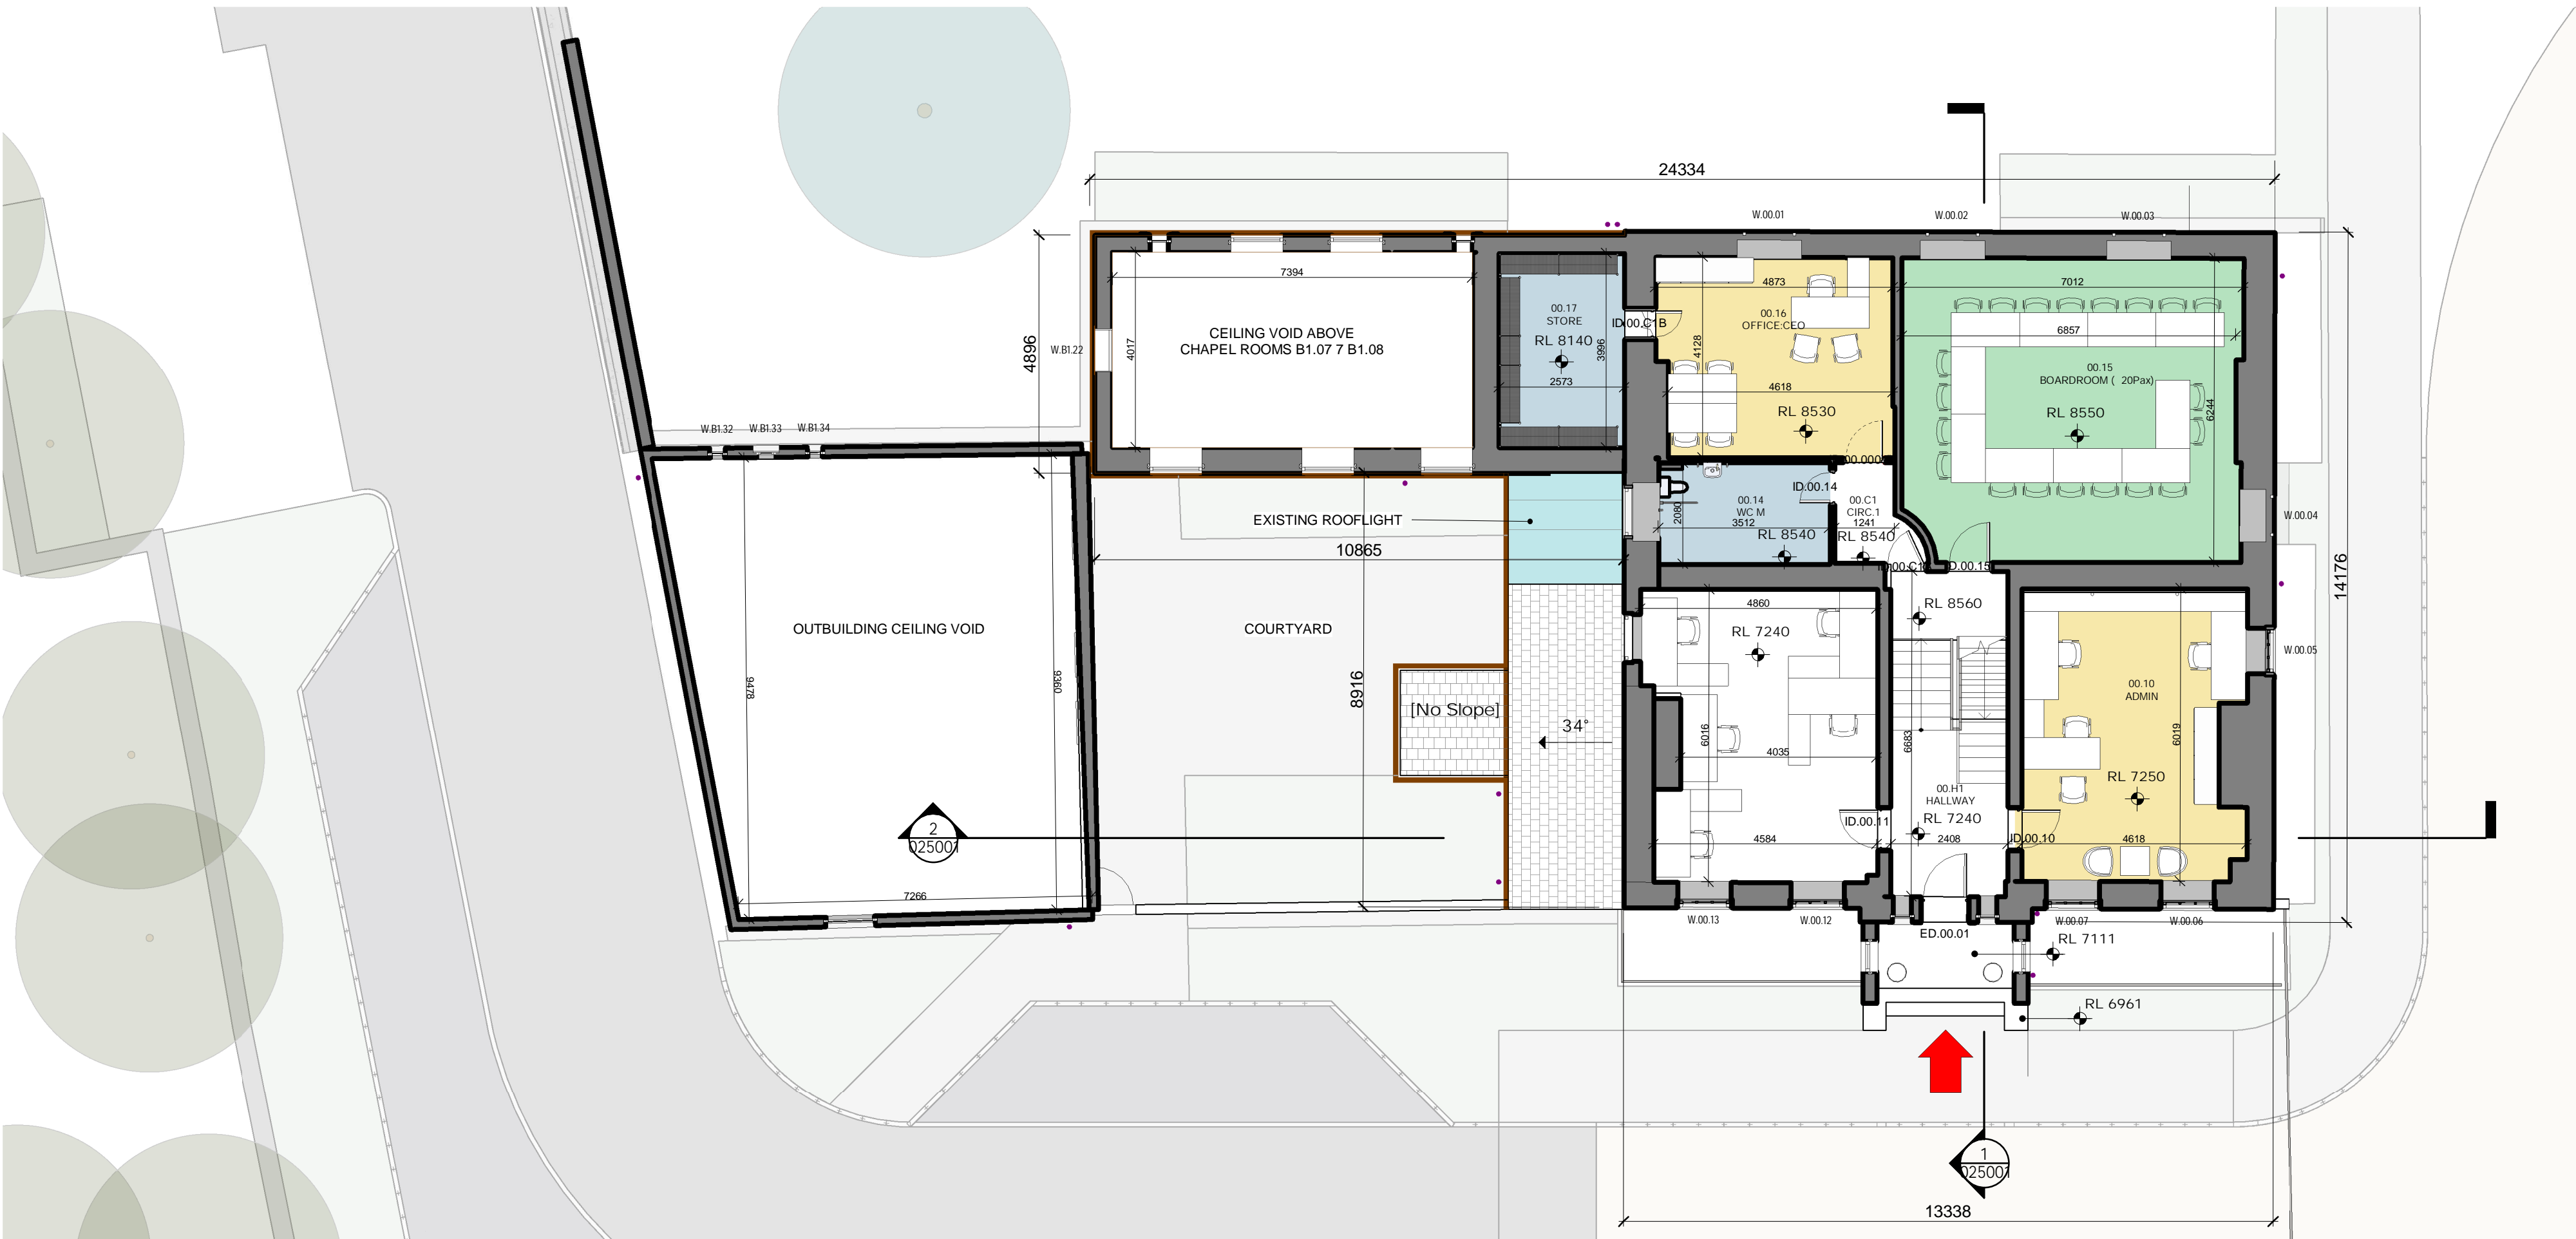 24334
W.00.01
W.00.02
W.00.03
7394
4873
7012
00.17
STORE
00.16
OFFICE:CEO
ID.00.C1B
6857
CEILING VOID ABOVE
CHAPEL ROOMS B1.07 7 B1.08
RL 8140
W.B1.22
4896
4017
3996
4128
2573
4618
00.15
BOARDROOM ( 20Pax)
RL 8530
RL 8550
6244
W.B1.32
W.B1.33
W.B1.34
ID.00.14
00.14
WC M
00.C1
CIRC.1
2080
3512
1241
RL 8540
RL 8540
W.00.04
EXISTING ROOFLIGHT
10865
ID.00.15
14176
4860
RL 8560
OUTBUILDING CEILING VOID
COURTYARD
RL 7240
W.00.05
9478
9360
8916
[No Slope]
34°
6016
4035
6683
00.10
ADMIN
6019
RL 7250
00.H1
HALLWAY
ID.00.11
RL 7240
2
025001
4584
2408
ID.00.10
4618
7266
W.00.13
W.00.12
W.00.07
W.00.06
ED.00.01
RL 7111
RL 6961
1
025001
13338